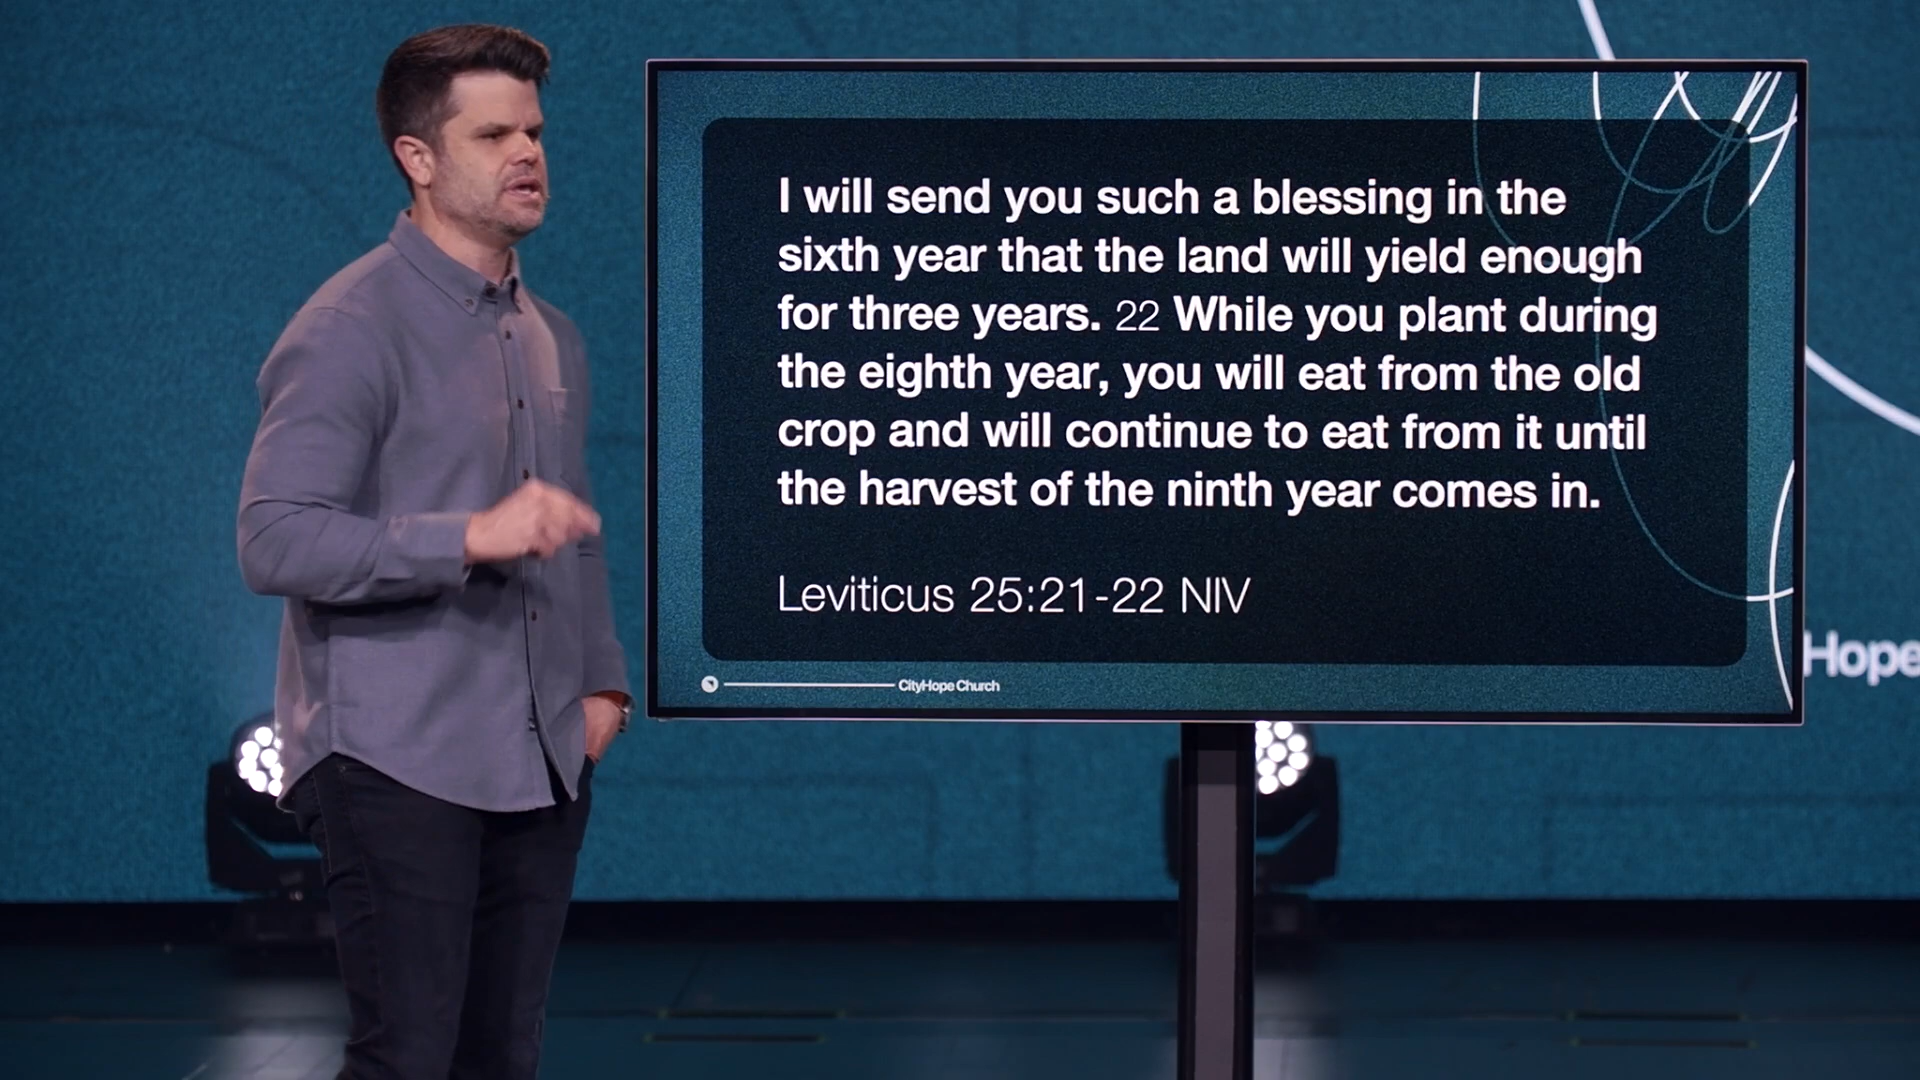 I will send you such a blessing in the
sixth year that the land will yield enough
for three years. 22 While you plant during
the eighth year, you will eat from the old
crop and will continue to eat from it until
the harvest of the ninth year comes in.
Leviticus 25:21-22 NIV
CityHope Church
Hope